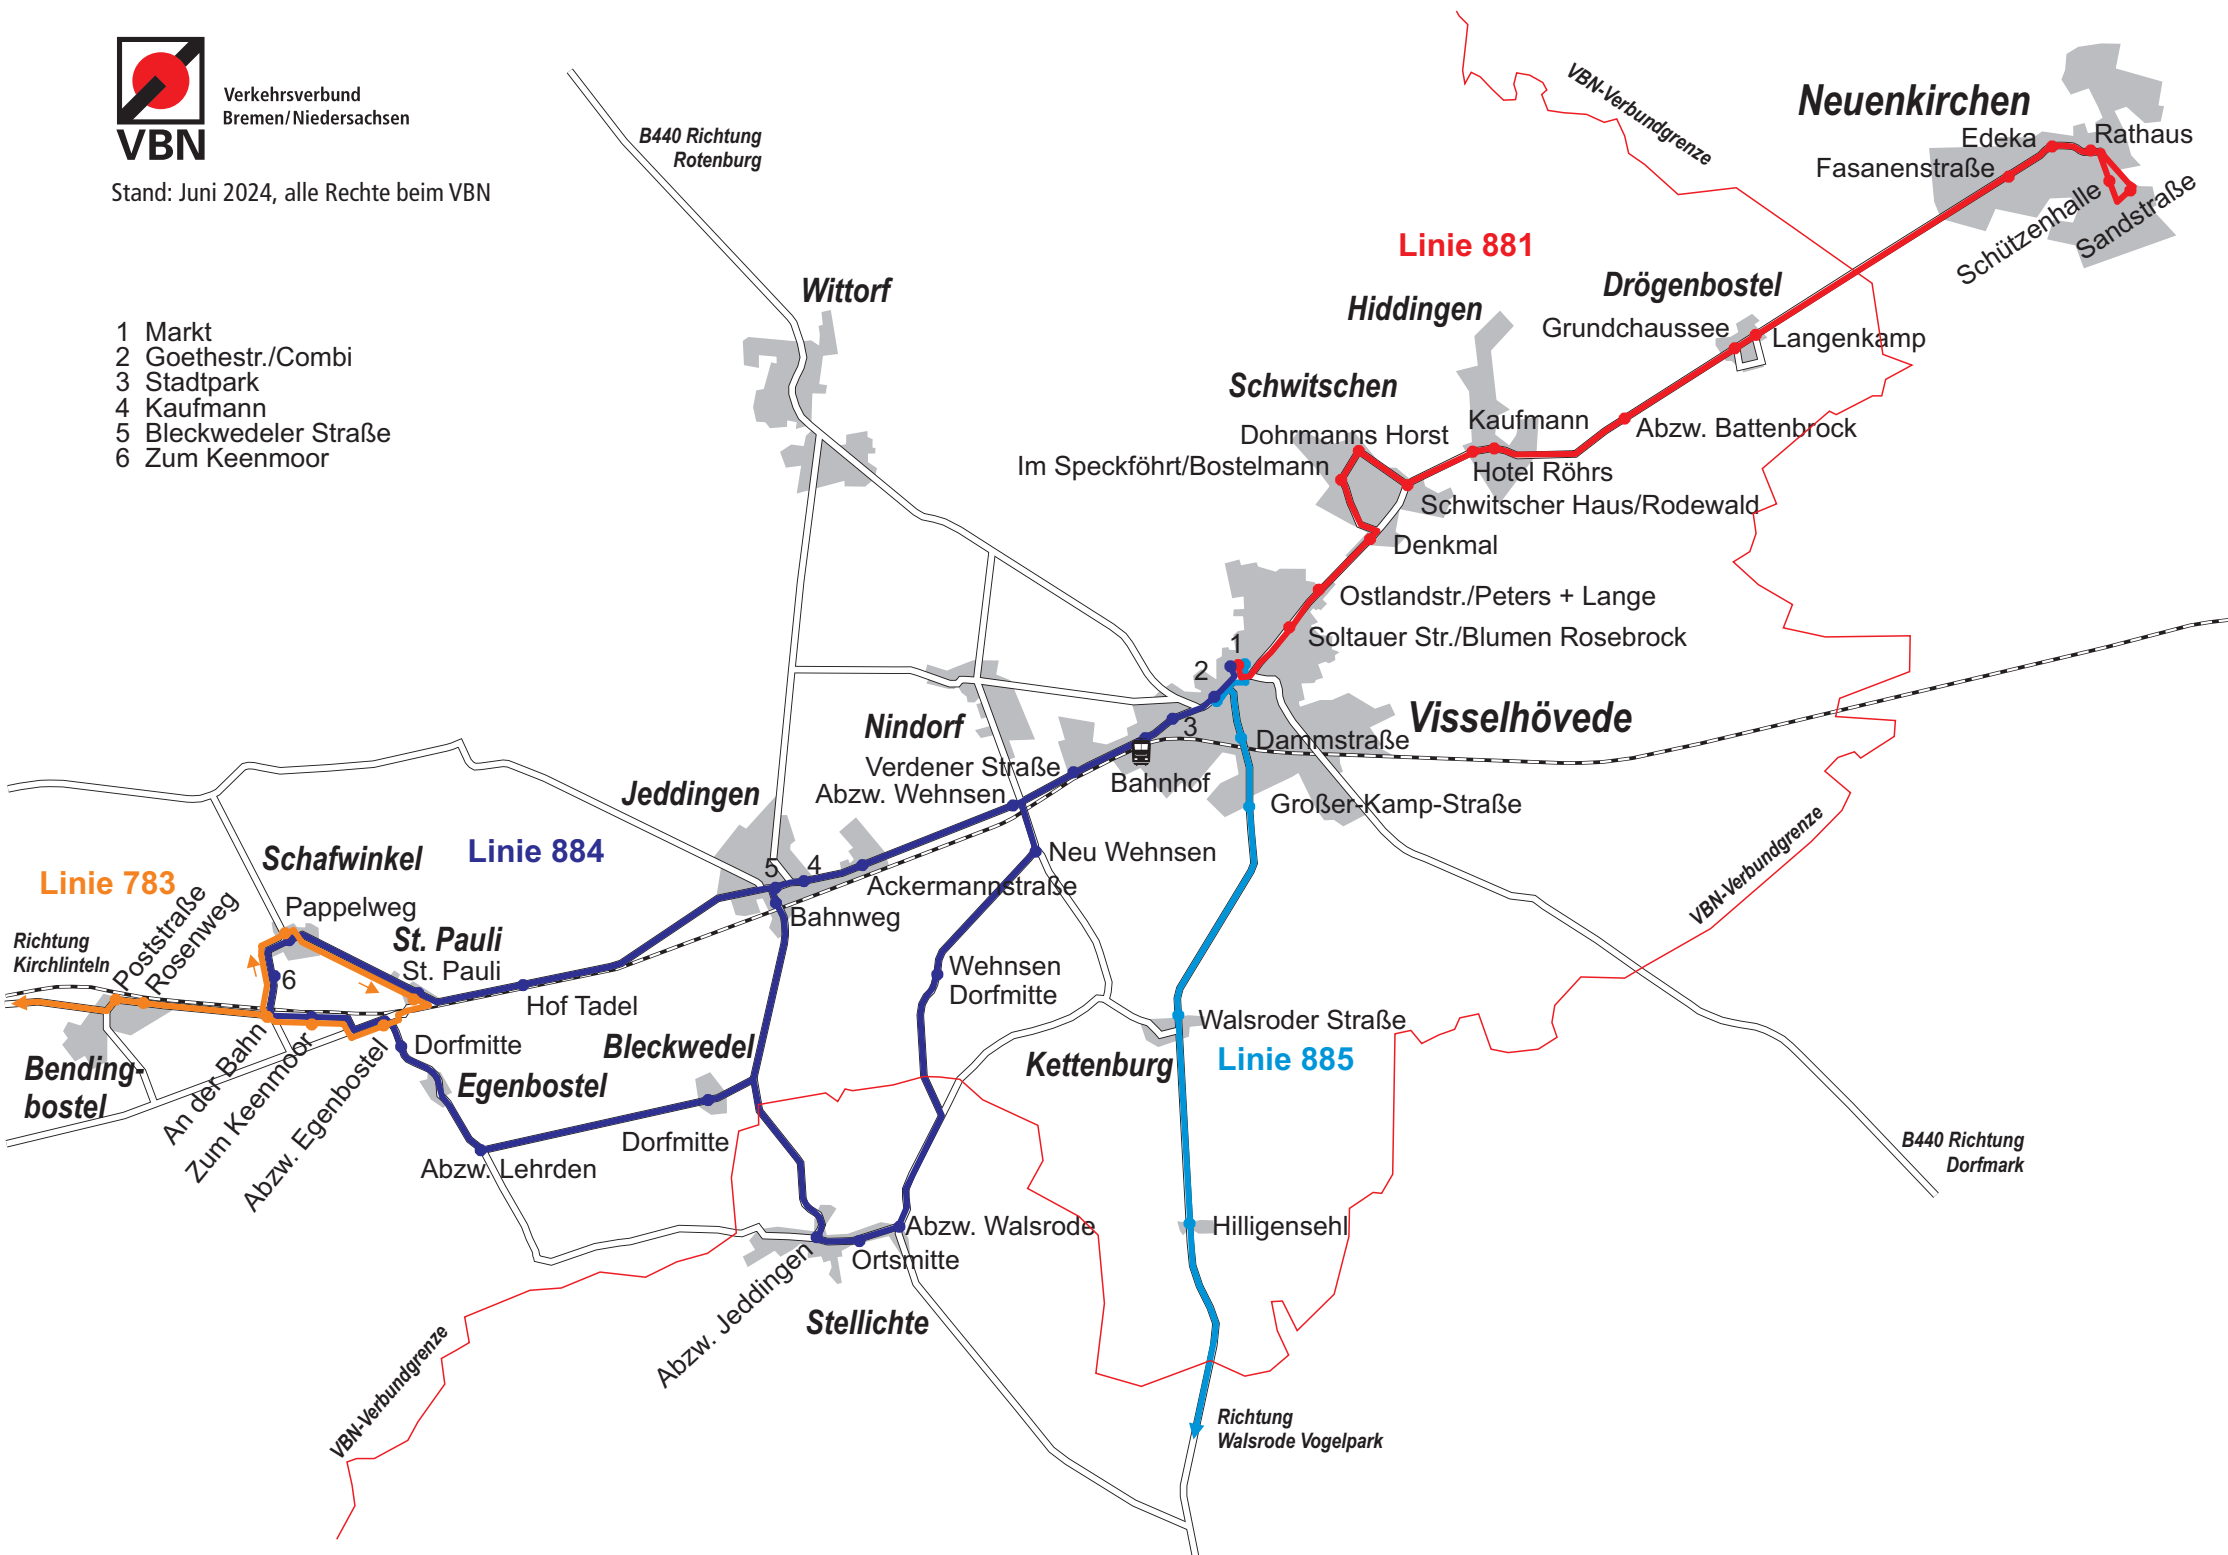 VBN
Verkehrsverbund
Bremen/Niedersachsen
Stand: Juni 2024, alle Rechte beim VBN
1 Markt
2 Goethestr./Combi
3 Stadtpark
4 Kaufmann
5 Bleckwedeler Straße
6 Zum Keenmoor
B440 Richtung
Rotenburg
VBN-Verbundgrenze
Neuenkirchen
Edeka
Rathaus
Fasanenstraße
Schützenhalle
Sandstraße
Linie 881
Wittorf
Drögenbostel
Hiddingen
Grundchaussee
Langenkamp
Schwitschen
Kaufmann
Dohrmanns Horst
Abzw. Battenbrock
Im Speckföhrt/Bostelmann
Hotel Röhrs
Schwitscher Haus/Rodewald
Denkmal
Ostlandstr./Peters + Lange
Soltauer Str./Blumen Rosebrock
1
2
3
Visselhövede
Nindorf
Dammstraße
Verdener Straße
Bahnhof
Abzw. Wehnsen
Großer-Kamp-Straße
Jeddingen
Linie 884
Schafwinkel
Neu Wehnsen
5
4
Ackermannstraße
Linie 783
Bahnweg
Poststraße
Rosenweg
Pappelweg
St. Pauli
St. Pauli
Richtung
Kirchlinteln
6
Hof Tadel
Wehnsen
Dorfmitte
VBN-Verbundgrenze
Walsroder Straße
Kettenburg
Linie 885
Bleckwedel
Dorfmitte
Egenbostel
Bending-
bostel
An der Bahn
Zum Keenmoor
Abzw. Egenbostel
Dorfmitte
Abzw. Lehrden
B440 Richtung
Dorfmark
Abzw. Walsrode
Hilligensehl
Ortsmitte
Abzw. Jeddingen
Stellichte
VBN-Verbundgrenze
Richtung
Walsrode Vogelpark